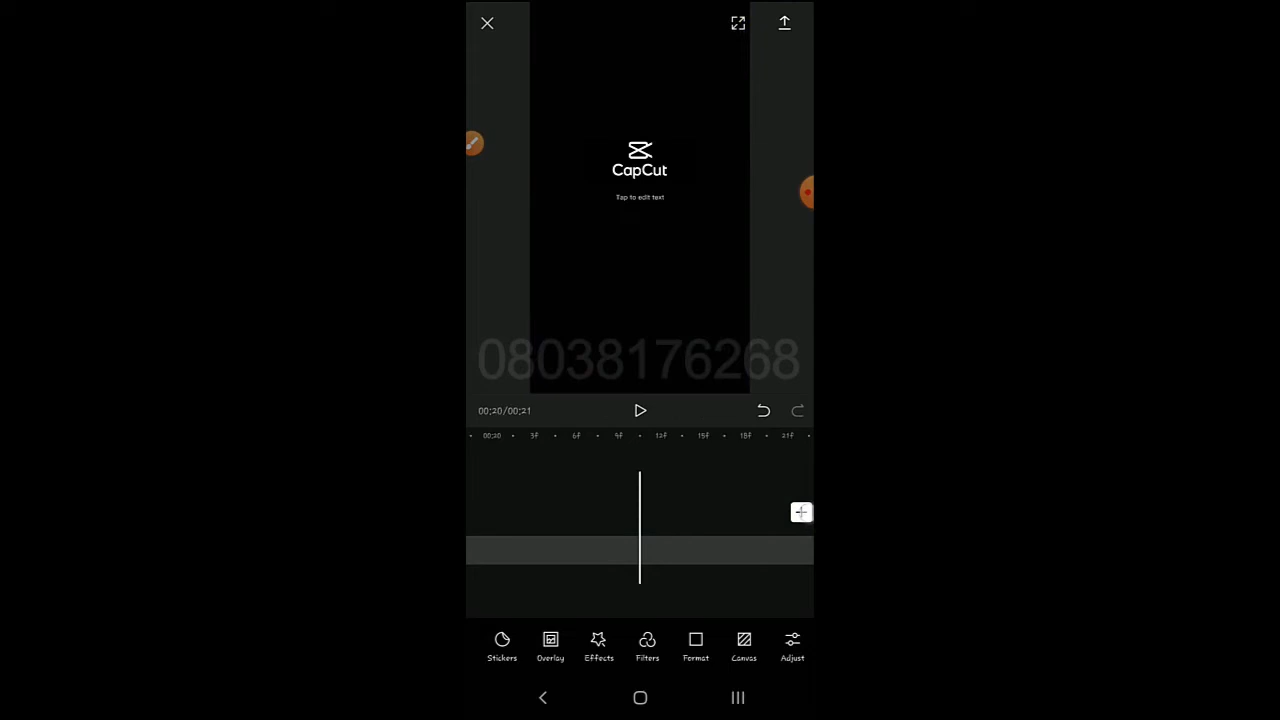 CapCut
Tap to edit text
08038176268
00:20/00:21
00:20 3f 6f 9f 12f 15f 18f 21f
Stickers Overlay Effects Filters Format Canvas Adjust